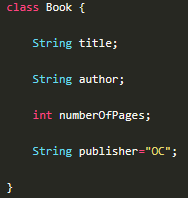 class Book {
String title;
String author;
int numberOfPages;
String publisher="OC";
}